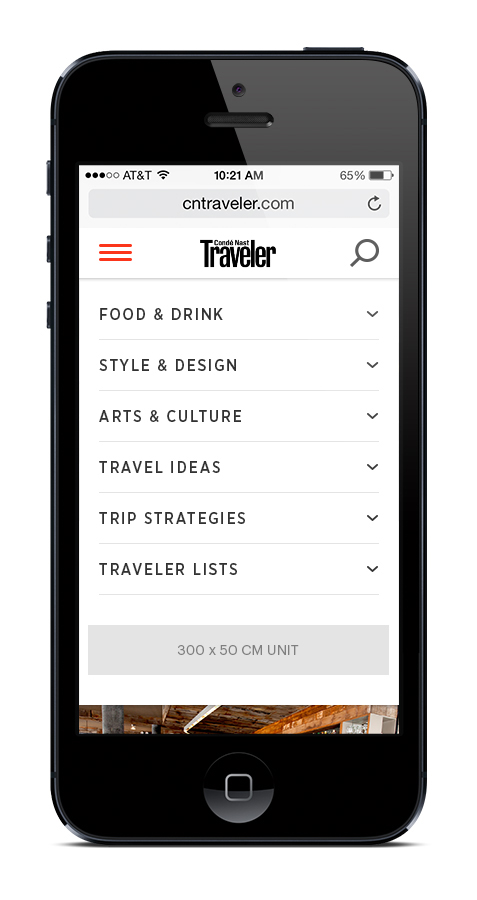 AT&T 10:21 AM 65%
cntraveler.com
Condé Nast
Traveler
FOOD & DRINK
STYLE & DESIGN
ARTS & CULTURE
TRAVEL IDEAS
TRIP STRATEGIES
TRAVELER LISTS
300 x 50 CM UNIT